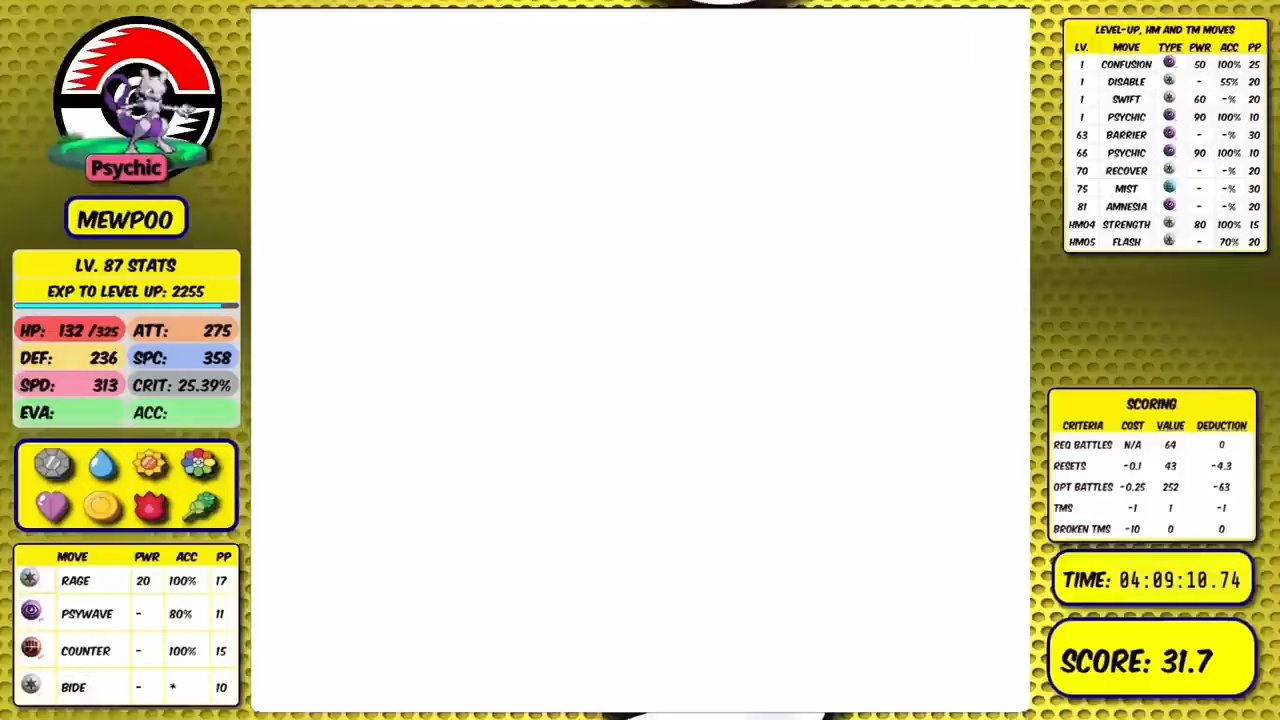 Psychic
MEWPOO
LV. 87 STATS
EXP TO LEVEL UP: 2255
HP: 132 /325 ATT: 275
DEF: 236 SPC: 358
SPD: 313 CRIT: 25.39%
EVA: ACC:
MOVE PWR ACC PP
RAGE 20 100% 17
PSYWAVE - 80% 11
COUNTER - 100% 15
BIDE - * 10
LEVEL-UP, HM AND TM MOVES
LV. MOVE TYPE PWR ACC PP
1 CONFUSION 50 100% 25
1 DISABLE - 55% 20
1 SWIFT 60 -% 20
1 PSYCHIC 90 100% 10
63 BARRIER - -% 30
66 PSYCHIC 90 100% 10
70 RECOVER - -% 20
75 MIST - -% 30
81 AMNESIA - -% 20
HM04 STRENGTH 80 100% 15
HM05 FLASH - 70% 20
SCORING
CRITERIA COST VALUE DEDUCTION
REQ BATTLES N/A 64 0
RESETS -0.1 43 -4.3
OPT BATTLES -0.25 252 -63
TMS -1 1 -1
BROKEN TMS -10 0 0
TIME: 04:09:10.74
SCORE: 31.7